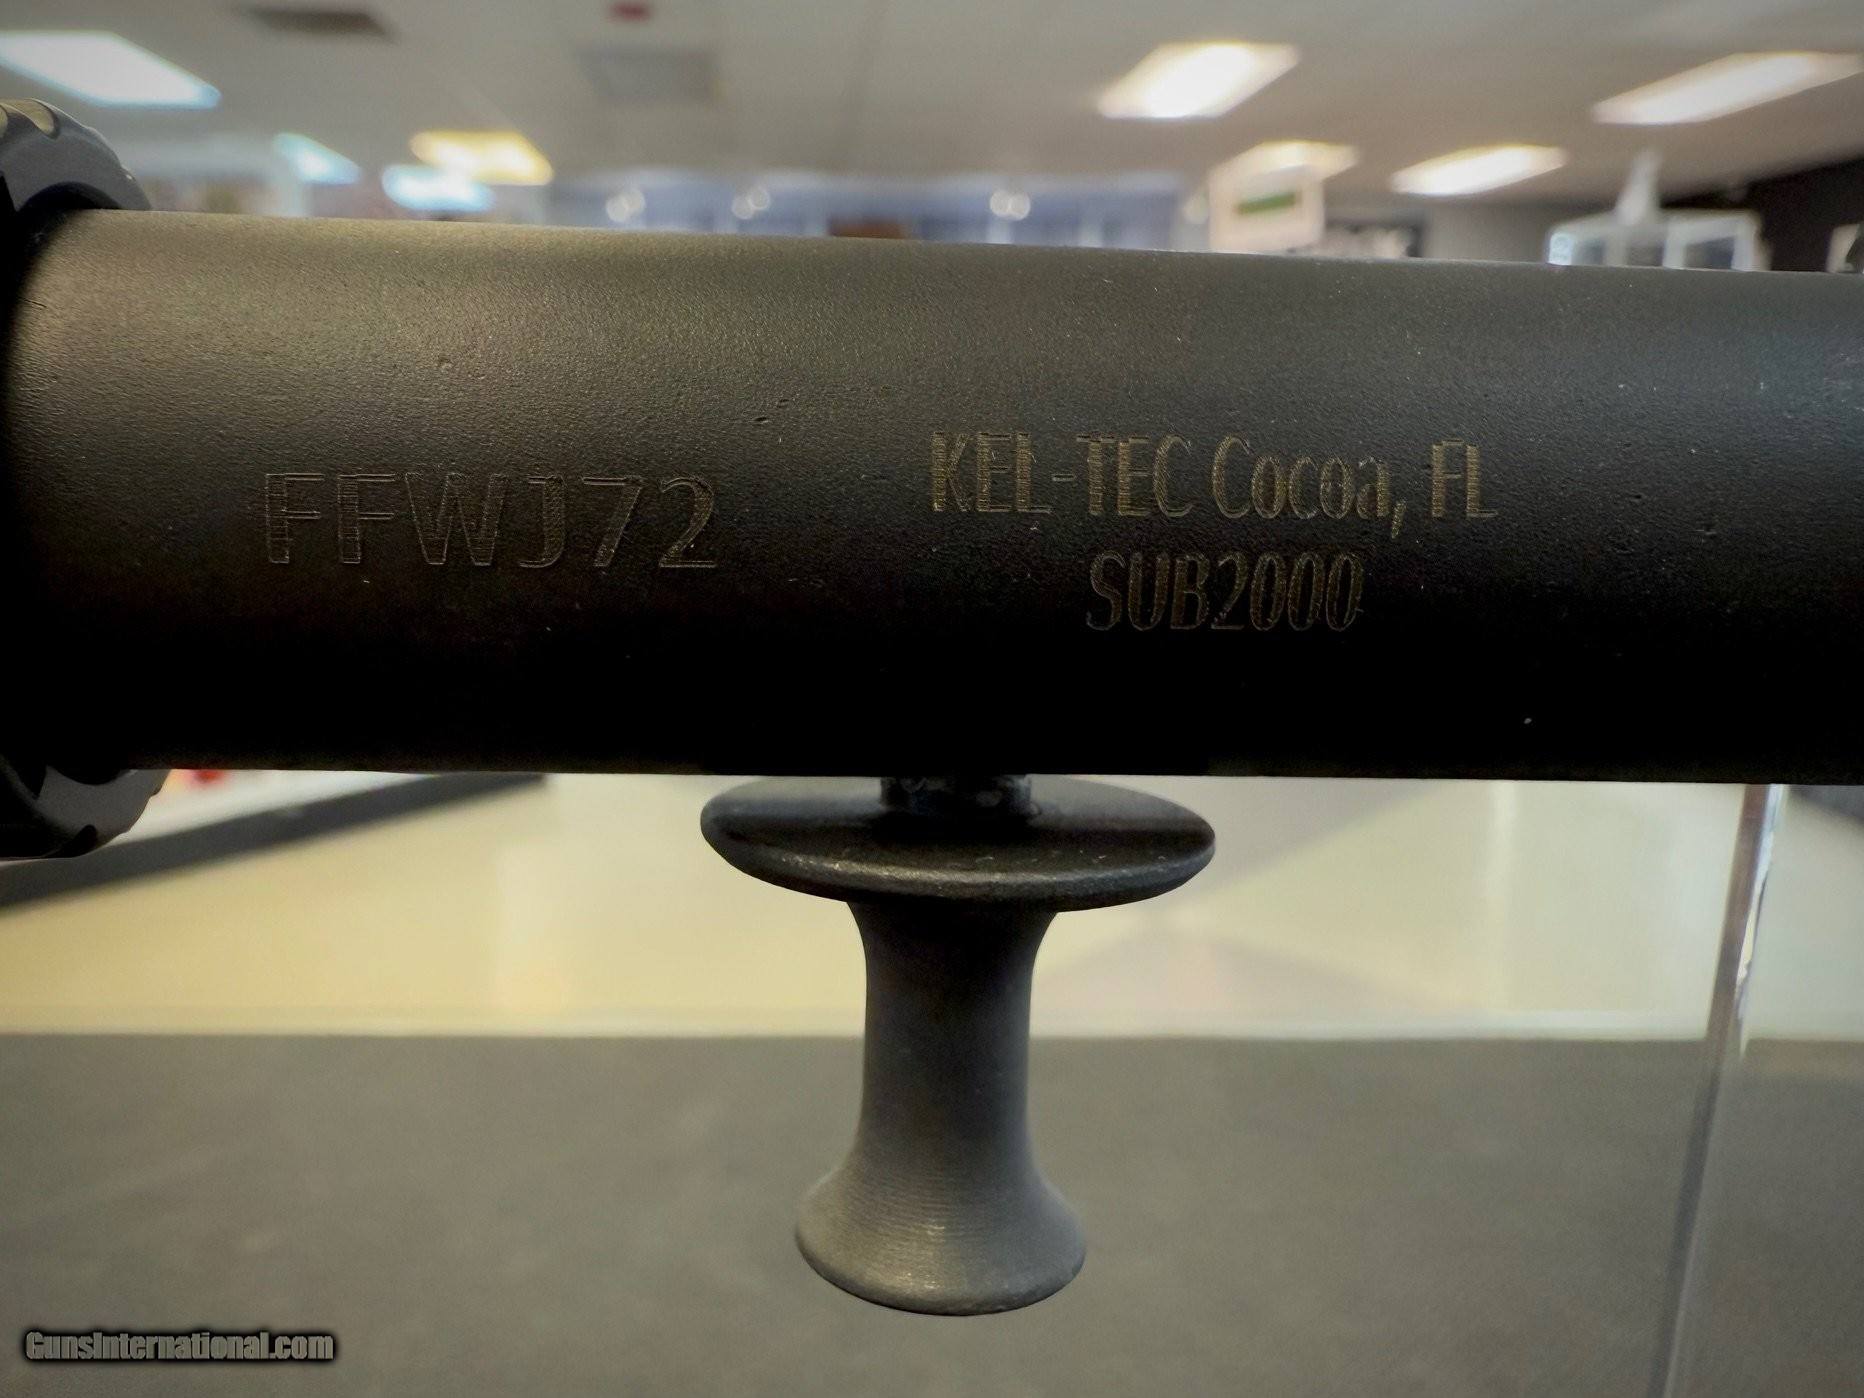 FFWJ72
KEL-TEC Cocoa, FL
SUB2000
GunsInternational.com